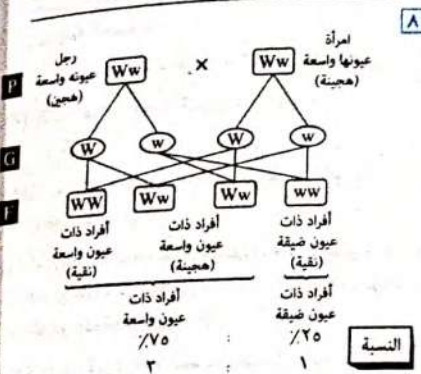 ٨
امرأة
عيونها واسعة
(هجينة)
Ww
×
Ww
رجل
عيونه واسعة
(هجين)
P
w
W
w
W
G
ww
Ww
Ww
WW
F
أفراد ذات
عيون ضيقة
(نقية)
أفراد ذات
عيون واسعة
(هجينة)
أفراد ذات
عيون واسعة
(نقية)
أفراد ذات
عيون ضيقة
أفراد ذات
عيون واسعة
النسبة
٪٢٥ : ٪٧٥
١ : ٣